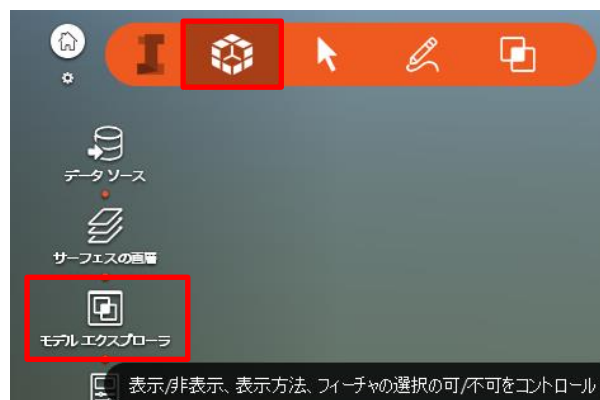 データ ソース
サーフェスの画層
モデル エクスプローラ
表示/非表示、表示方法、フィーチャの選択の可/不可をコントロール